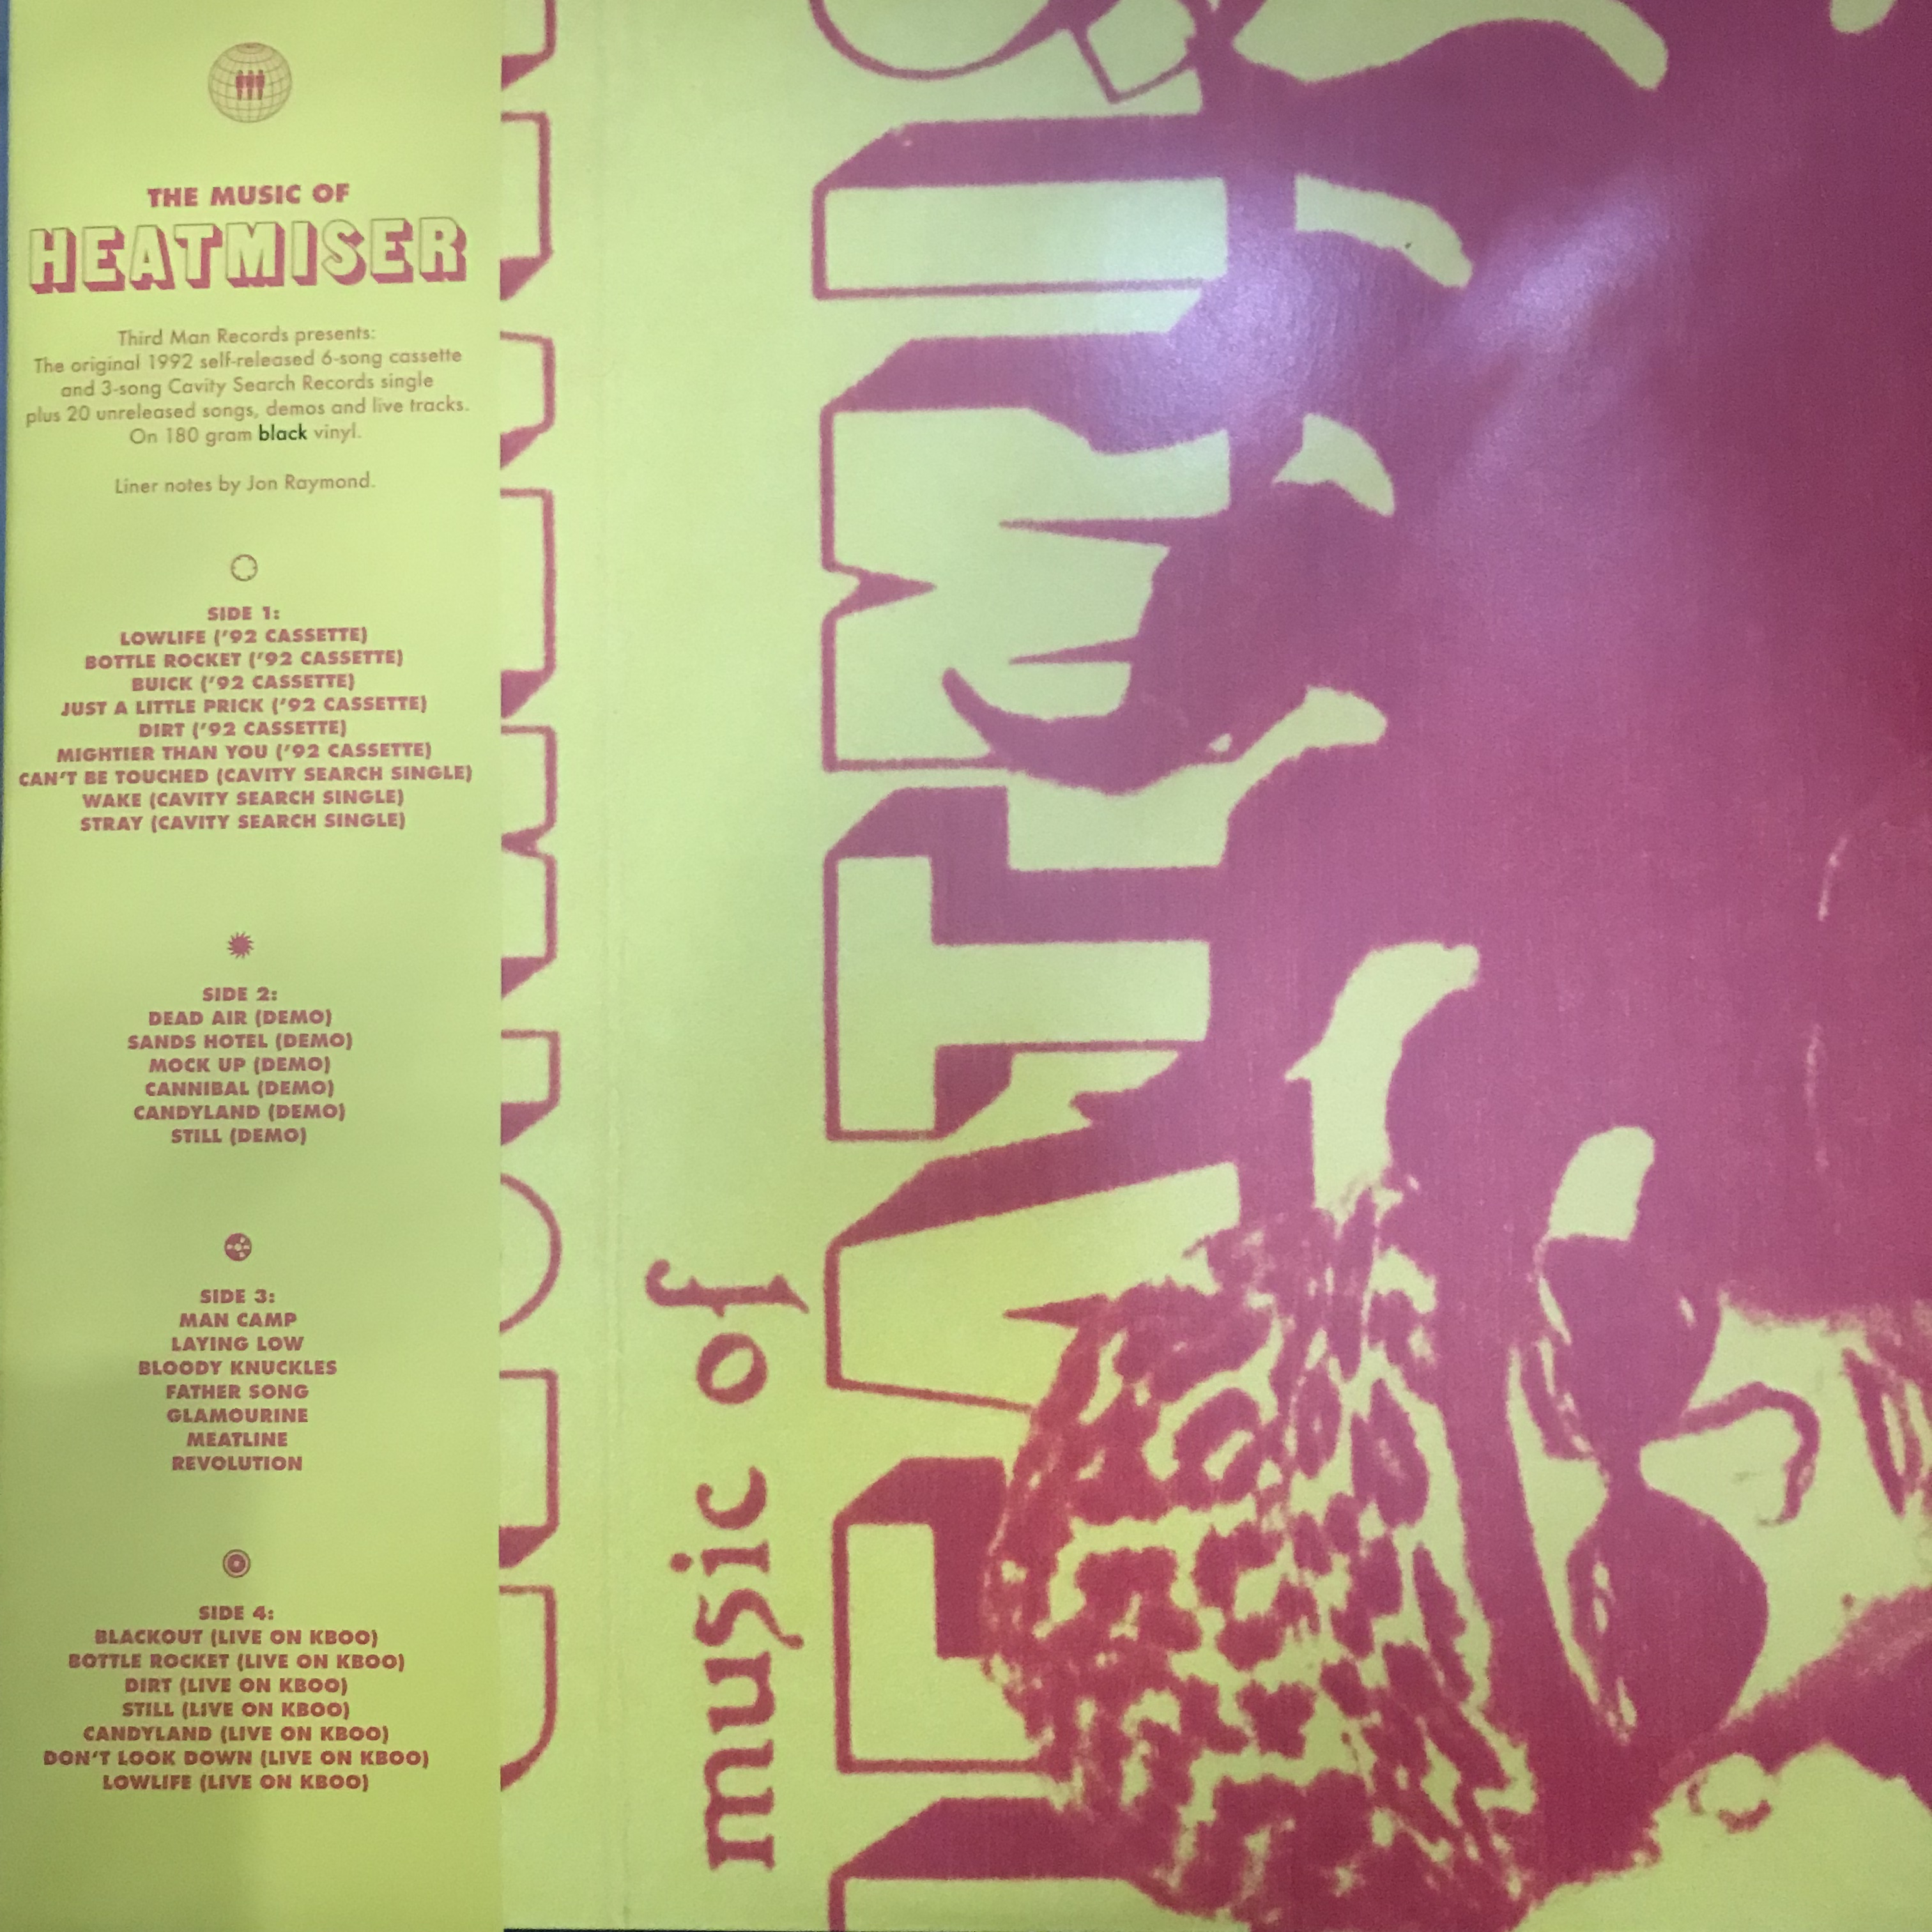 THE MUSIC OF
HEATMISER
Third Man Records presents:
The original 1992 self-released 6-song cassette
and 3-song Cavity Search Records single
plus 20 unreleased songs, demos and live tracks.
On 180 gram black vinyl.
Liner notes by Jon Raymond.
SIDE 1:
LOWLIFE ('92 CASSETTE)
BOTTLE ROCKET ('92 CASSETTE)
BUICK ('92 CASSETTE)
JUST A LITTLE PRICK ('92 CASSETTE)
DIRT ('92 CASSETTE)
MIGHTIER THAN YOU ('92 CASSETTE)
CAN'T BE TOUCHED (CAVITY SEARCH SINGLE)
WAKE (CAVITY SEARCH SINGLE)
STRAY (CAVITY SEARCH SINGLE)
SIDE 2:
DEAD AIR (DEMO)
SANDS HOTEL (DEMO)
MOCK UP (DEMO)
CANNIBAL (DEMO)
CANDYLAND (DEMO)
STILL (DEMO)
SIDE 3:
MAN CAMP
LAYING LOW
BLOODY KNUCKLES
FATHER SONG
GLAMOURINE
MEATLINE
REVOLUTION
SIDE 4:
BLACKOUT (LIVE ON KBOO)
BOTTLE ROCKET (LIVE ON KBOO)
DIRT (LIVE ON KBOO)
STILL (LIVE ON KBOO)
CANDYLAND (LIVE ON KBOO)
DON'T LOOK DOWN (LIVE ON KBOO)
LOWLIFE (LIVE ON KBOO)
music of